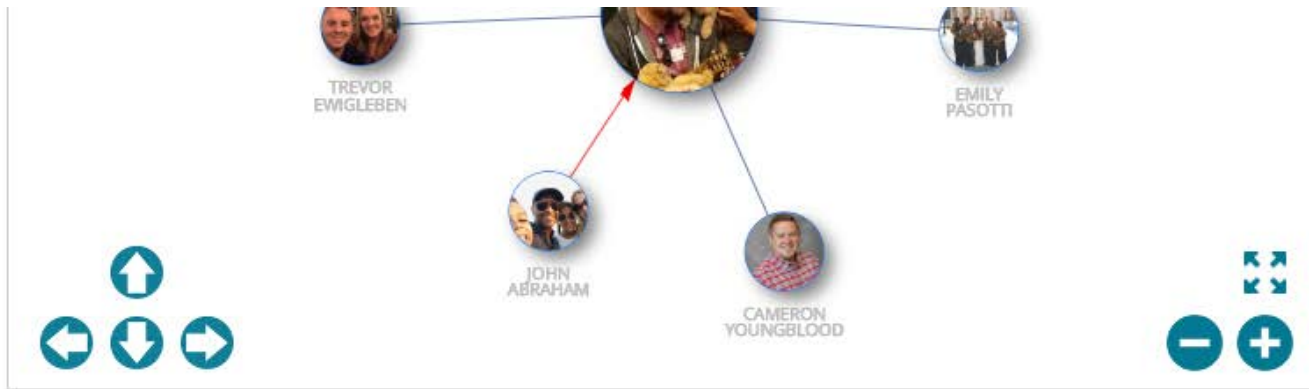 TREVOR
EWIGLEBEN
EMILY
PASOTTI
JOHN
ABRAHAM
CAMERON
YOUNGBLOOD